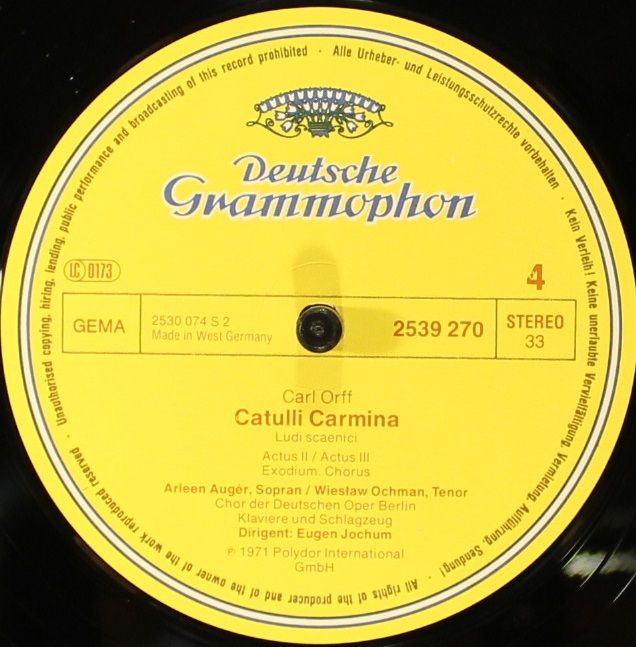 Unauthorised copying, hiring, lending, public performance and broadcasting of this record prohibited · Alle Urheber- und Leistungsschutzrechte vorbehalten · Kein Verleih! Keine unerlaubte Vervielfältigung, Vermietung, Aufführung, Sendung! · All rights of the producer and of the owner of the work reproduced reserved ·
Deutsche
Grammophon
LC 0173
4
GEMA
2530 074 S 2
Made in West Germany
2539 270
STEREO
33
Carl Orff
Catulli Carmina
Ludi scaenici
Actus II / Actus III
Exodium. Chorus
Arleen Augér, Sopran / Wiesław Ochman, Tenor
Chor der Deutschen Oper Berlin
Klaviere und Schlagzeug
Dirigent: Eugen Jochum
℗ 1971 Polydor International
GmbH